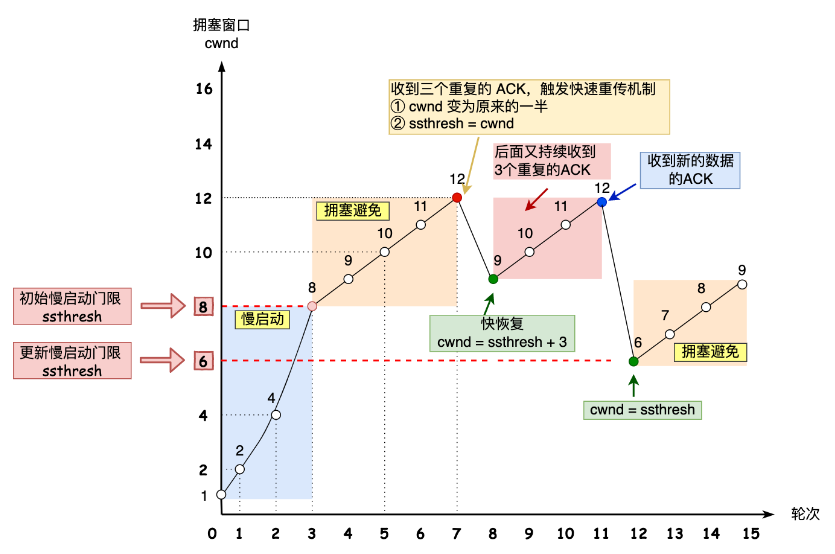 拥塞窗口
cwnd
16
14
12
10
8
6
4
2
1
初始慢启动门限
ssthresh
更新慢启动门限
ssthresh
慢启动
2
4
8
拥塞避免
9
10
11
12
收到三个重复的 ACK，触发快速重传机制
① cwnd 变为原来的一半
② ssthresh = cwnd
后面又持续收到
3个重复的ACK
9
10
11
12
收到新的数据
的ACK
快恢复
cwnd = ssthresh + 3
6
7
8
9
拥塞避免
cwnd = ssthresh
0 1 2 3 4 5 6 7 8 9 10 11 12 13 14 15
轮次